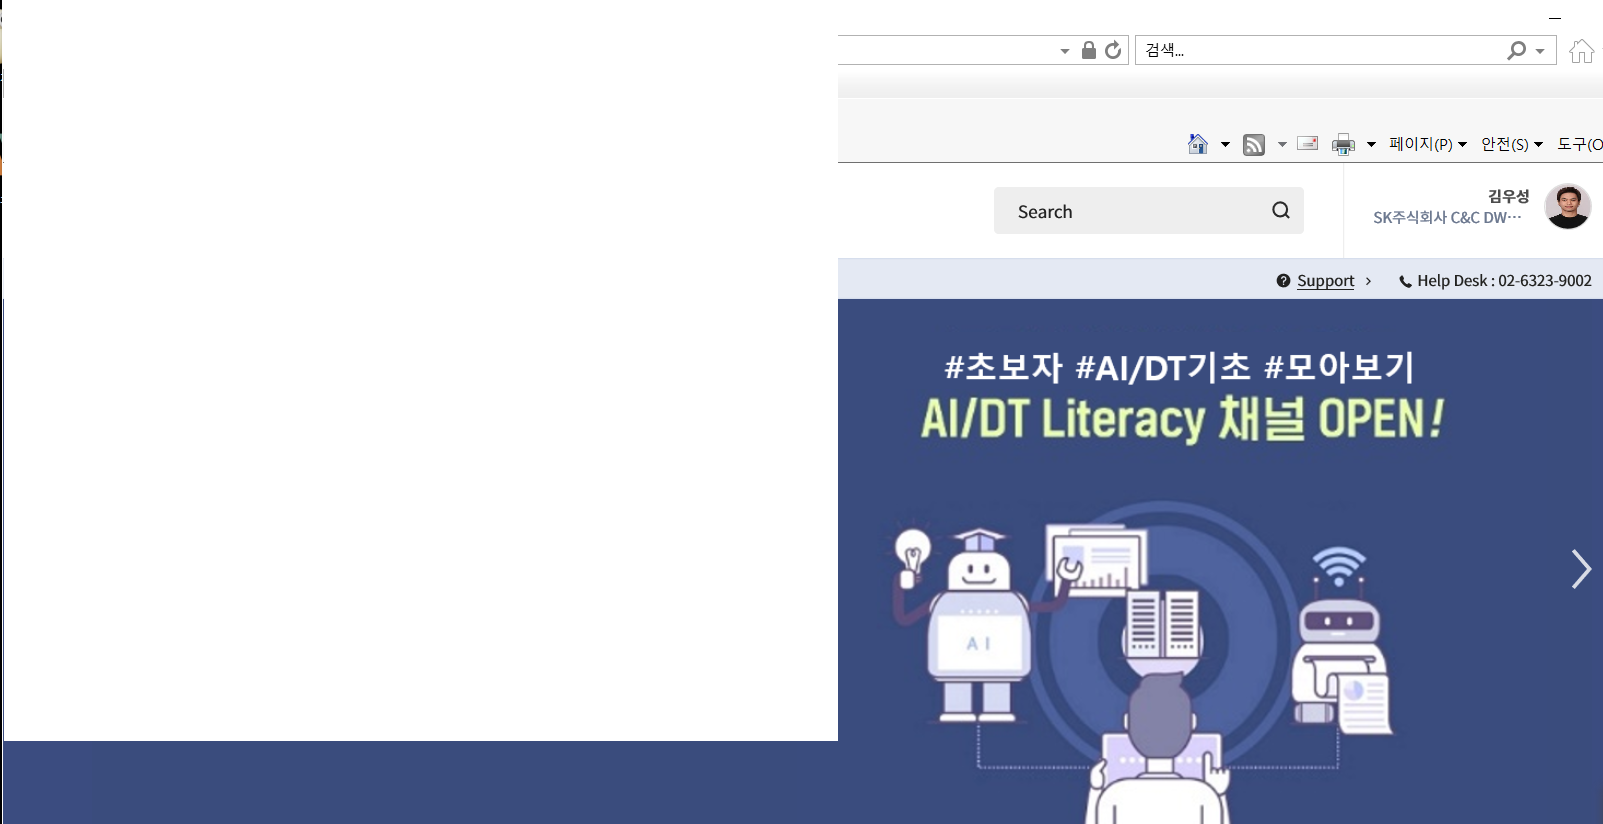 검색...
페이지(P) 안전(S) 도구(O
Search
김우성
SK주식회사 C&C DW···
Support
Help Desk : 02-6323-9002
#초보자 #AI/DT기초 #모아보기
AI/DT Literacy 채널 OPEN!
AI